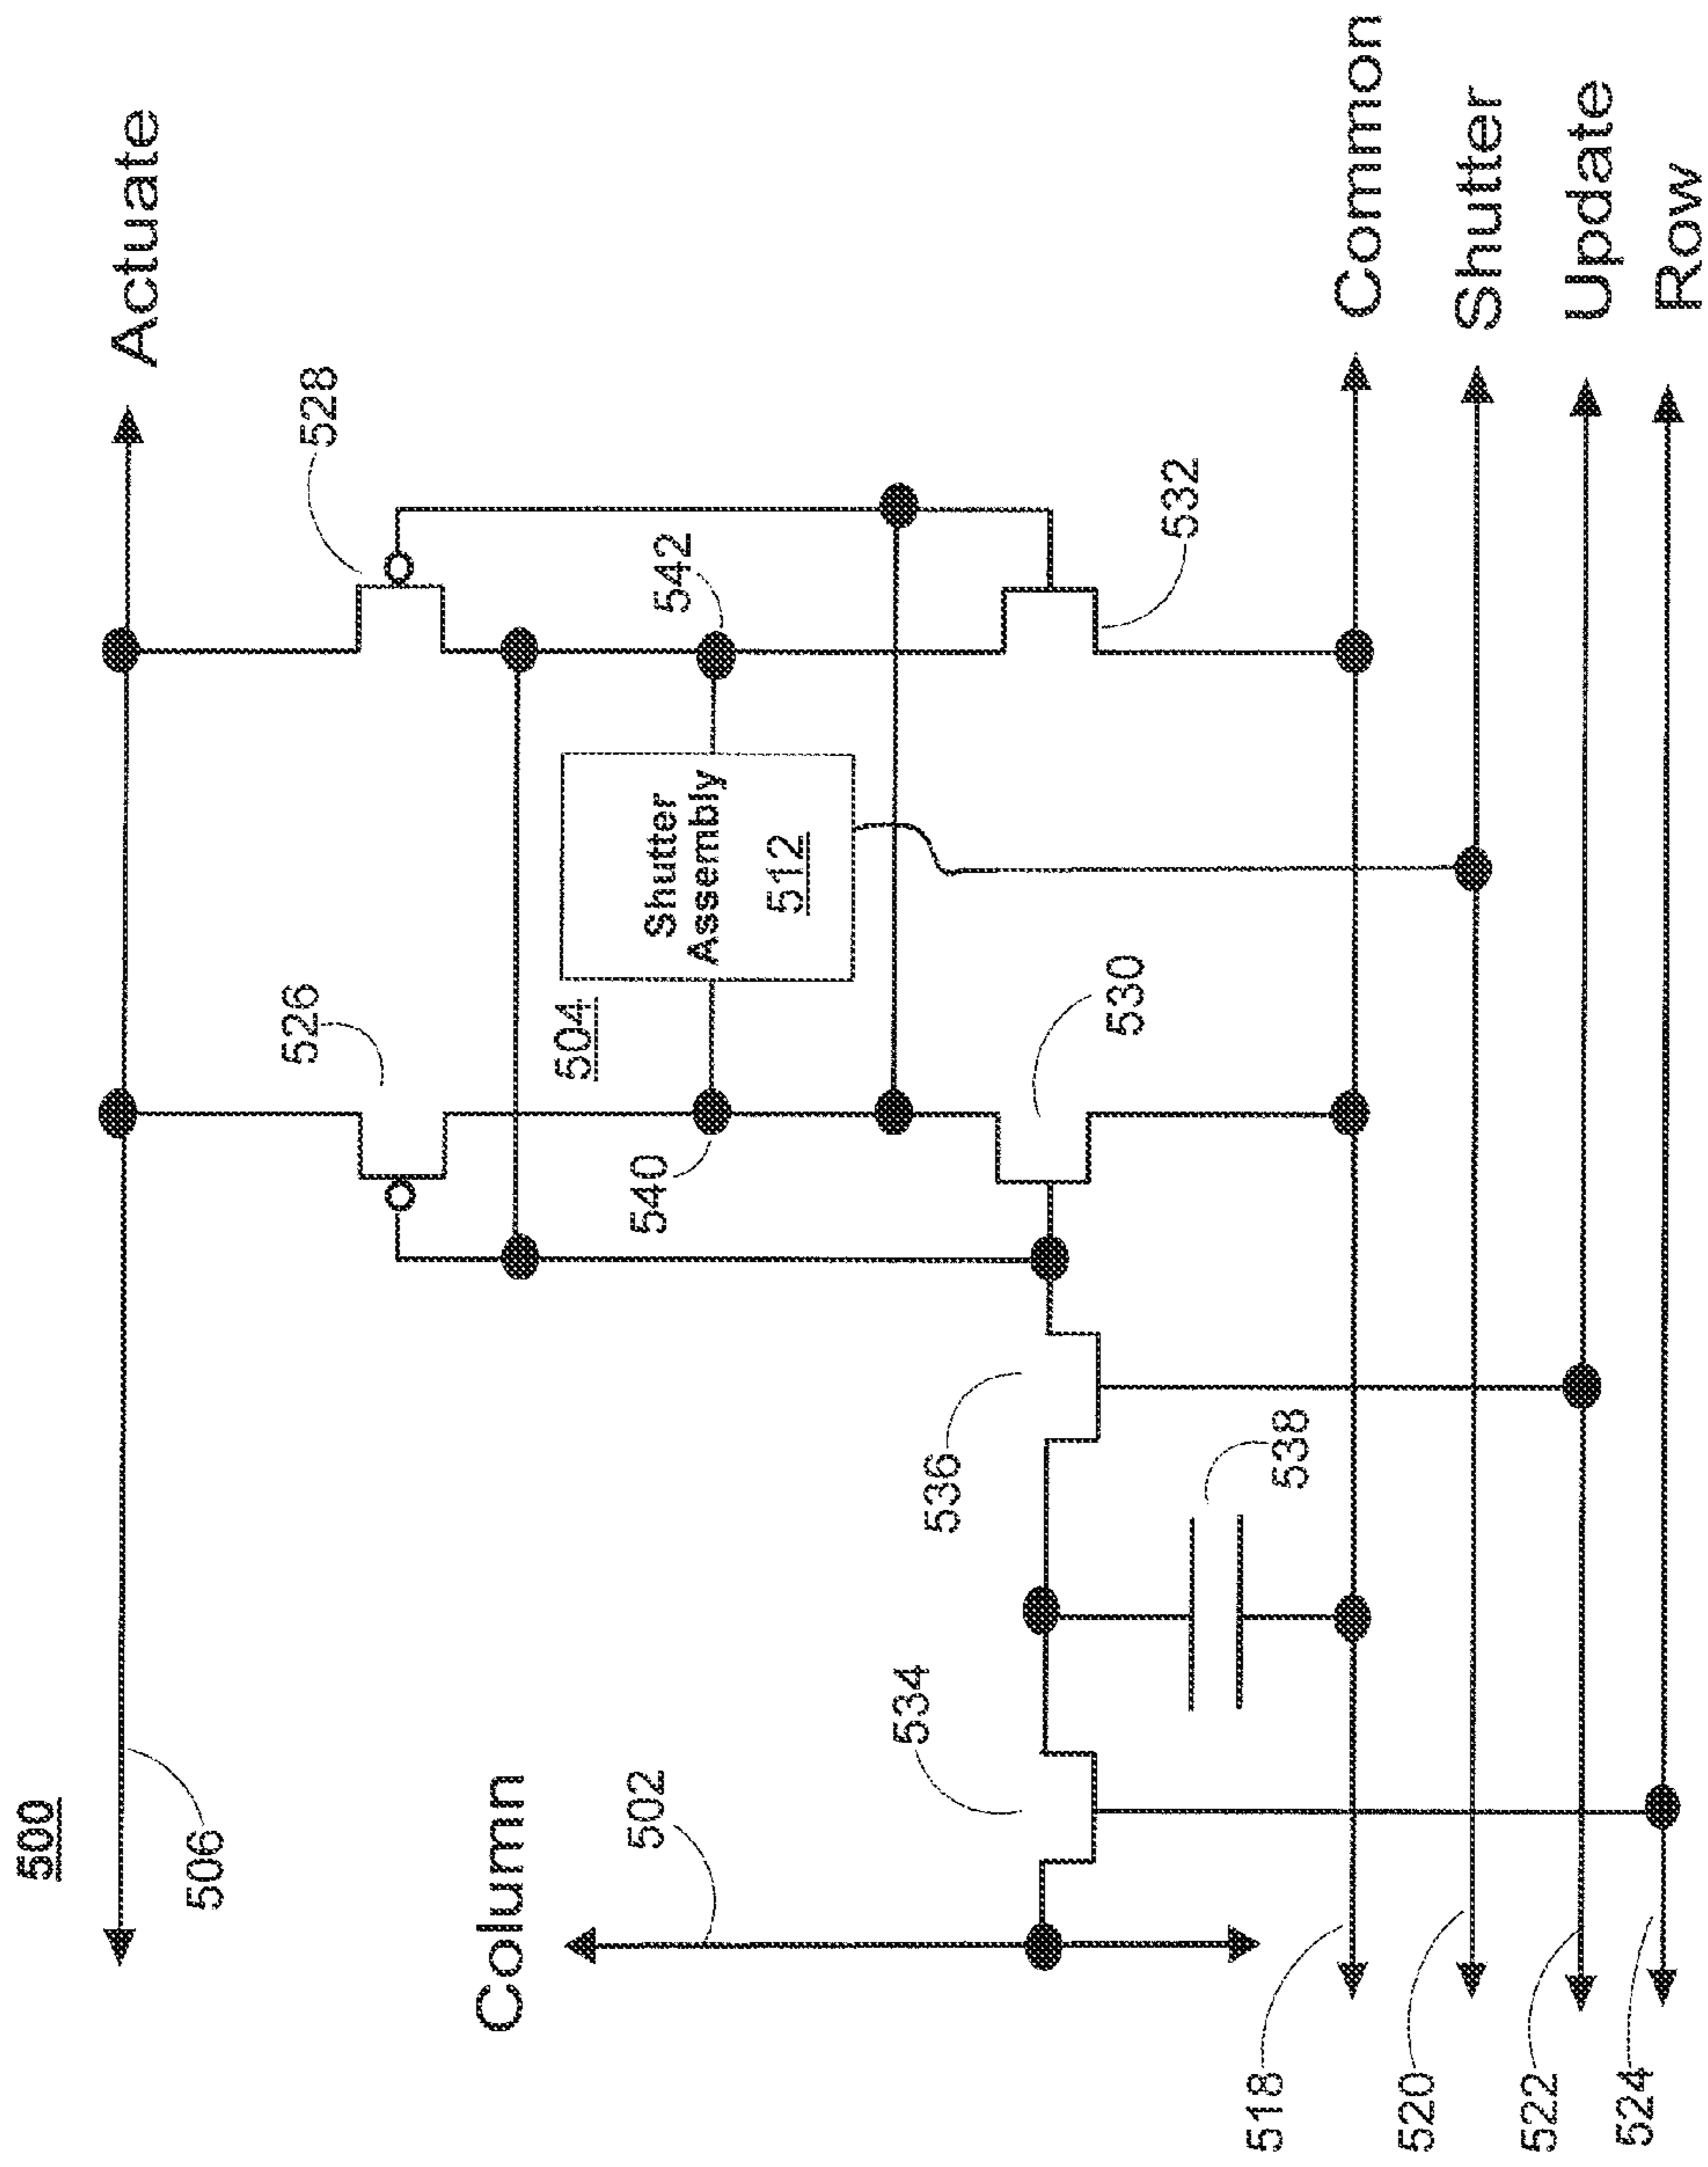 500
Actuate
506
526
528
Column
502
504
540
542
Shutter
Assembly
512
534
536
530
532
538
Common
Shutter
Update
Row
518
520
522
524